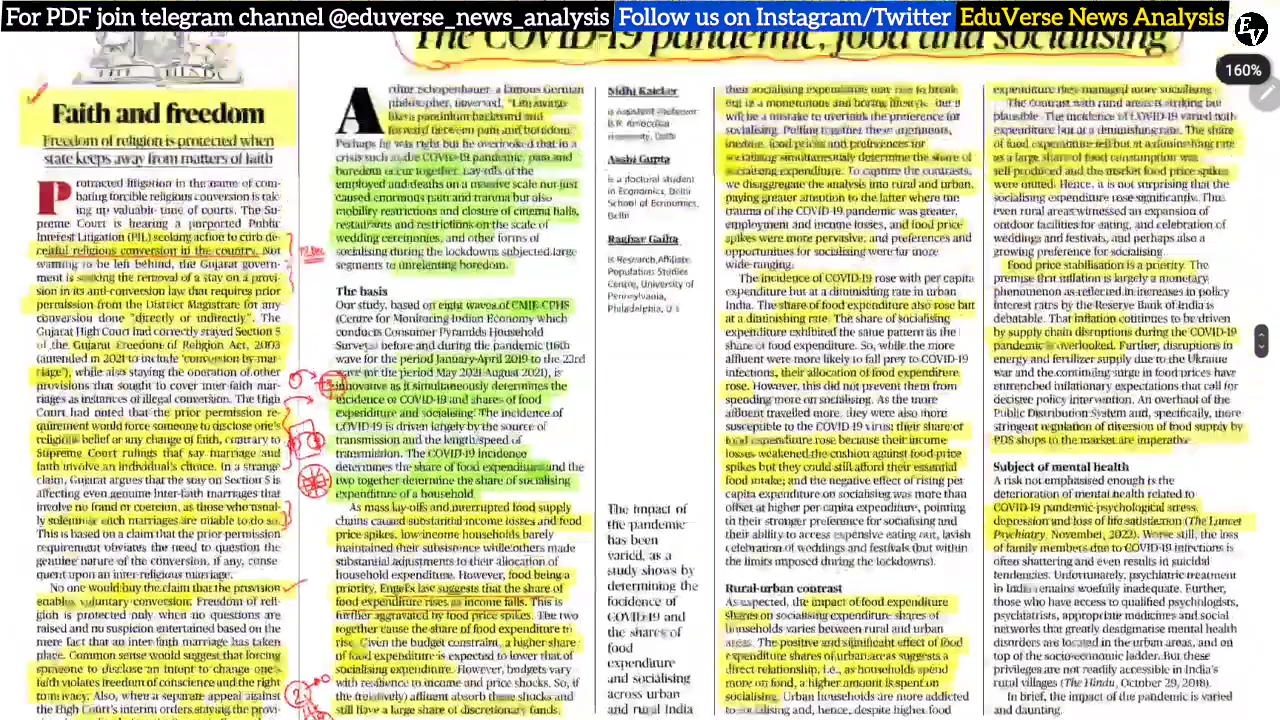 For PDF join telegram channel @eduverse_news_analysis Follow us on Instagram/Twitter EduVerse News Analysis
EV
160%
The COVID-19 pandemic, food and socialising
Faith and freedom
Freedom of religion is protected when
state keeps away from matters of faith
Protracted litigation in the name of com-
bating forcible religious conversion is tak-
ing up valuable time of courts. The Su-
preme Court is hearing a purported Public
Interest Litigation (PIL) seeking action to curb de-
ceitful religious conversion in the country. Not
wanting to be left behind, the Gujarat govern-
ment is seeking the removal of a stay on a provi-
sion in its anti-conversion law that requires prior
permission from the District Magistrate for any
conversion done "directly or indirectly". The
Gujarat High Court had correctly stayed Section 5
of the Gujarat Freedom of Religion Act, 2003
(amended in 2021 to include 'conversion by mar-
riage'), while also staying the operation of other
provisions that sought to cover inter-faith mar-
riages as instances of illegal conversion. The High
Court had noted that the prior permission re-
quirement would force someone to disclose one's
religious belief or any change of faith, contrary to
Supreme Court rulings that say marriage and
faith involve an individual's choice. In a strange
claim, Gujarat argues that the stay on Section 5 is
affecting even genuine inter-faith marriages that
involve no fraud or coercion, as those who usual-
ly solemnise such marriages are unable to do so.
This is based on a claim that the prior permission
requirement obviates the need to question the
genuine nature of the conversion, if any, conse-
quent upon an inter-religious marriage.
No one would buy the claim that the provision
enables voluntary conversion. Freedom of reli-
gion is protected only when no questions are
raised and no suspicion entertained based on the
mere fact that an inter-faith marriage has taken
place. Common sense would suggest that forcing
someone to disclose an intent to change one's
faith violates freedom of conscience and the right
to privacy. Also, when a separate appeal against
the High Court's interim orders staying the provi-
Arthur Schopenhauer, a famous German
philosopher, observed, "Life swings
like a pendulum backward and
forward between pain and boredom."
Perhaps he was right but he overlooked that in a
crisis such as the COVID-19 pandemic, pain and
boredom occur together. Lay-offs of the
employed and deaths on a massive scale not just
caused enormous pain and trauma but also
mobility restrictions and closure of cinema halls,
restaurants and restrictions on the scale of
wedding ceremonies, and other forms of
socialising during the lockdowns subjected large
segments to unrelenting boredom.
The basis
Our study, based on eight waves of CMIE-CPHS
(Centre for Monitoring Indian Economy which
conducts Consumer Pyramids Household
Surveys) before and during the pandemic (16th
wave for the period January-April 2019 to the 23rd
wave for the period May 2021-August 2021), is
innovative as it simultaneously determines the
incidence of COVID and shares of food
expenditure and socialising. The incidence of
COVID-19 is driven largely by the source of
transmission and the length/speed of
transmission. The COVID-19 incidence
determines the share of food expenditure and the
two together determine the share of socialising
expenditure of a household.
As mass lay-offs and interrupted food supply
chains caused substantial income losses and food
price spikes, low-income households barely
maintained their subsistence while others made
substantial adjustments to their allocation of
household expenditure. However, food being a
priority, Engel's law suggests that the share of
food expenditure rises as income falls. This is
further aggravated by food price spikes. The two
together cause the share of food expenditure to
rise. Given the budget constraint, a higher share
of food expenditure is expected to lower that of
socialising expenditure. However, budgets vary
with resilience to income and price shocks. So, if
the (relatively) affluent absorb these shocks and
still have a large share of discretionary funds,
Nidhi Kaicker
is Assistant Professor
B.R. Ambedkar
University, Delhi
Aashi Gupta
is a doctoral student
in Economics, Delhi
School of Economics,
Delhi
Raghav Gaiha
is Research Affiliate,
Population Studies
Centre, University of
Pennsylvania,
Philadelphia, U.S
The impact of
the pandemic
has been
varied, as a
study shows by
determining the
incidence of
COVID-19 and
the shares of
food
expenditure
and socialising
across urban
and rural India
their socialising expenditure may rise to break
out of a monotonous and boring lifestyle. But it
will be a mistake to overthink the preference for
socialising. Pulling together these arguments,
income, food prices and preferences for
socialising simultaneously determine the share of
socialising expenditure. To capture the contrasts,
we disaggregate the analysis into rural and urban,
paying greater attention to the latter where the
trauma of the COVID-19 pandemic was greater,
employment and income losses, and food price
spikes were more pervasive, and preferences and
opportunities for socialising were far more
wide-ranging.
The incidence of COVID-19 rose with per capita
expenditure but at a diminishing rate in urban
India. The share of food expenditure also rose but
at a diminishing rate. The share of socialising
expenditure exhibited the same pattern as the
share of food expenditure. So, while the more
affluent were more likely to fall prey to COVID-19
infections, their allocation of food expenditure
rose. However, this did not prevent them from
spending more on socialising. As the more
affluent travelled more, they were also more
susceptible to the COVID-19 virus; their share of
food expenditure rose because their income
losses weakened the cushion against food price
spikes but they could still afford their essential
food intake; and the negative effect of rising per
capita expenditure on socialising was more than
offset at higher per capita expenditure, pointing
to their stronger preference for socialising and
their ability to access expensive eating out, lavish
celebration of weddings and festivals (but within
the limits imposed during the lockdowns).
Rural-urban contrast
As expected, the impact of food expenditure
shares on socialising expenditure shares of
households varies between rural and urban
areas. The positive and significant effect of food
expenditure shares of urban areas suggests a
direct relationship, i.e., as households spend
more on food, a higher amount is spent on
socialising. Urban households are more addicted
to socialising and, hence, despite higher food
expenditure they managed more socialising.
The contrast with rural areas is striking but
plausible. The incidence of COVID-19 varied with
expenditure but at a diminishing rate. The share
of food expenditure fell but at a diminishing rate
as a large share of food consumption was
self-produced and the market food price spikes
were muted. Hence, it is not surprising that the
socialising expenditure rose significantly. Thus
even rural areas witnessed an expansion of
outdoor facilities for eating, and celebration of
weddings and festivals, and perhaps also a
growing preference for socialising.
Food price stabilisation is a priority. The
premise that inflation is largely a monetary
phenomenon as reflected in increases in policy
interest rates by the Reserve Bank of India is
debatable. That inflation continues to be driven
by supply chain disruptions during the COVID-19
pandemic is overlooked. Further, disruptions in
energy and fertilizer supply due to the Ukraine
war and the continuing surge in food prices have
entrenched inflationary expectations that call for
decisive policy intervention. An overhaul of the
Public Distribution System and, specifically, more
stringent regulation of diversion of food supply by
PDS shops to the market are imperative.
Subject of mental health
A risk not emphasised enough is the
deterioration of mental health related to
COVID-19 pandemic-psychological stress,
depression and loss of life satisfaction (The Lancet
Psychiatry, November, 2022). Worse still, the loss
of family members due to COVID-19 infections is
often shattering and even results in suicidal
tendencies. Unfortunately, psychiatric treatment
in India remains woefully inadequate. Further,
those who have access to qualified psychologists,
psychiatrists, appropriate medicines and social
networks that greatly destigmatise mental health
disorders are located in the urban areas, and on
top of the socio-economic ladder. But these
privileges are not readily accessible in India's
rural villages (The Hindu, October 29, 2018).
In brief, the impact of the pandemic is varied
and daunting.